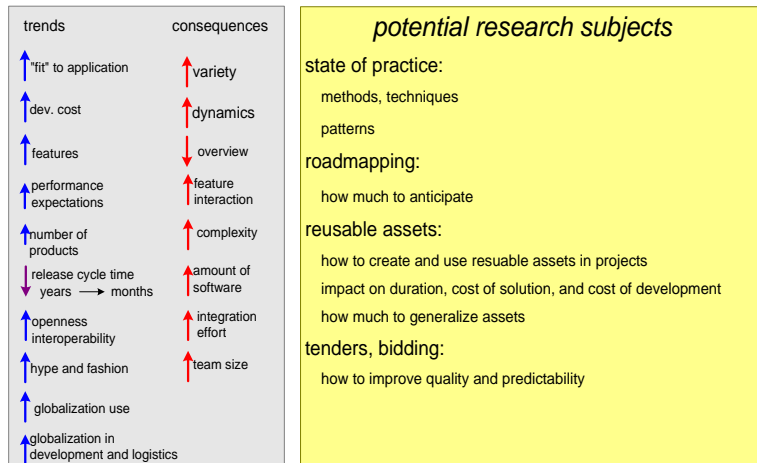 trends
"fit" to application
dev. cost
features
performance
expectations
number of
products
release cycle time
years months
openness
interoperability
hype and fashion
globalization use
globalization in
development and logistics
consequences
variety
dynamics
overview
feature
interaction
complexity
amount of
software
integration
effort
team size
potential research subjects
state of practice:
methods, techniques
patterns
roadmapping:
how much to anticipate
reusable assets:
how to create and use resuable assets in projects
impact on duration, cost of solution, and cost of development
how much to generalize assets
tenders, bidding:
how to improve quality and predictability